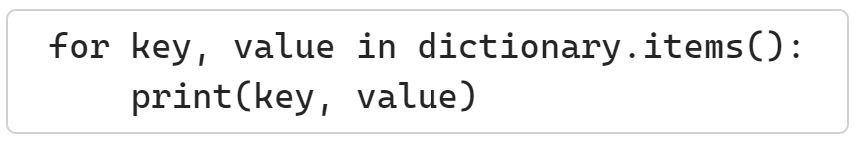 for key, value in dictionary.items():
    print(key, value)